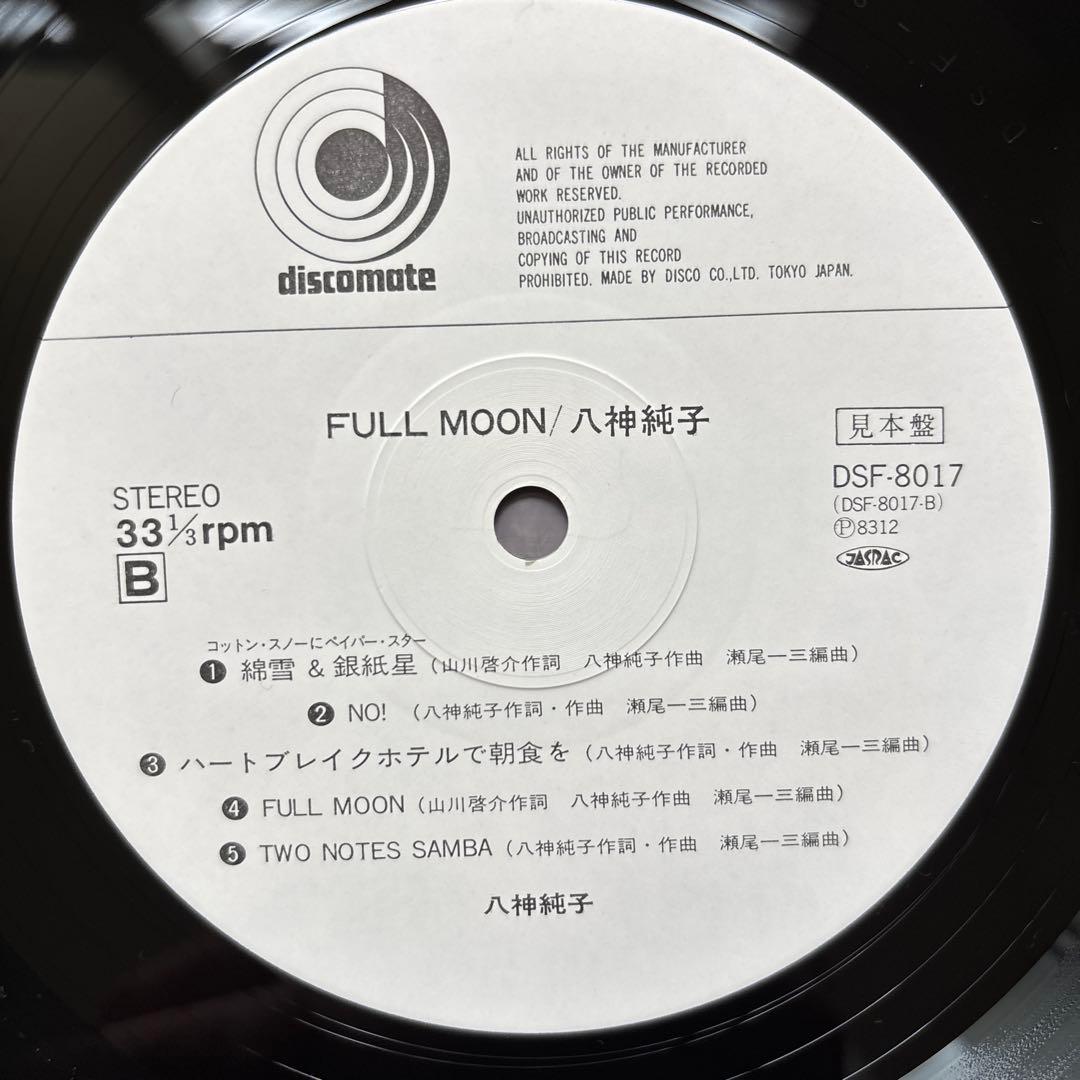 discomate
ALL RIGHTS OF THE MANUFACTURER
AND OF THE OWNER OF THE RECORDED
WORK RESERVED.
UNAUTHORIZED PUBLIC PERFORMANCE,
BROADCASTING AND
COPYING OF THIS RECORD
PROHIBITED. MADE BY DISCO CO.,LTD. TOKYO JAPAN.
FULL MOON/八神純子
見本盤
DSF-8017
(DSF-8017-B)
Ⓟ8312
JASRAC
STEREO
33 1/3 rpm
B
コットン・スノーにペイパー・スター
❶ 綿雪 & 銀紙星(山川啓介作詞 八神純子作曲 瀬尾一三編曲)
❷ NO! (八神純子作詞・作曲 瀬尾一三編曲)
❸ ハートブレイクホテルで朝食を(八神純子作詞・作曲 瀬尾一三編曲)
❹ FULL MOON(山川啓介作詞 八神純子作曲 瀬尾一三編曲)
❺ TWO NOTES SAMBA(八神純子作詞・作曲 瀬尾一三編曲)
八神純子